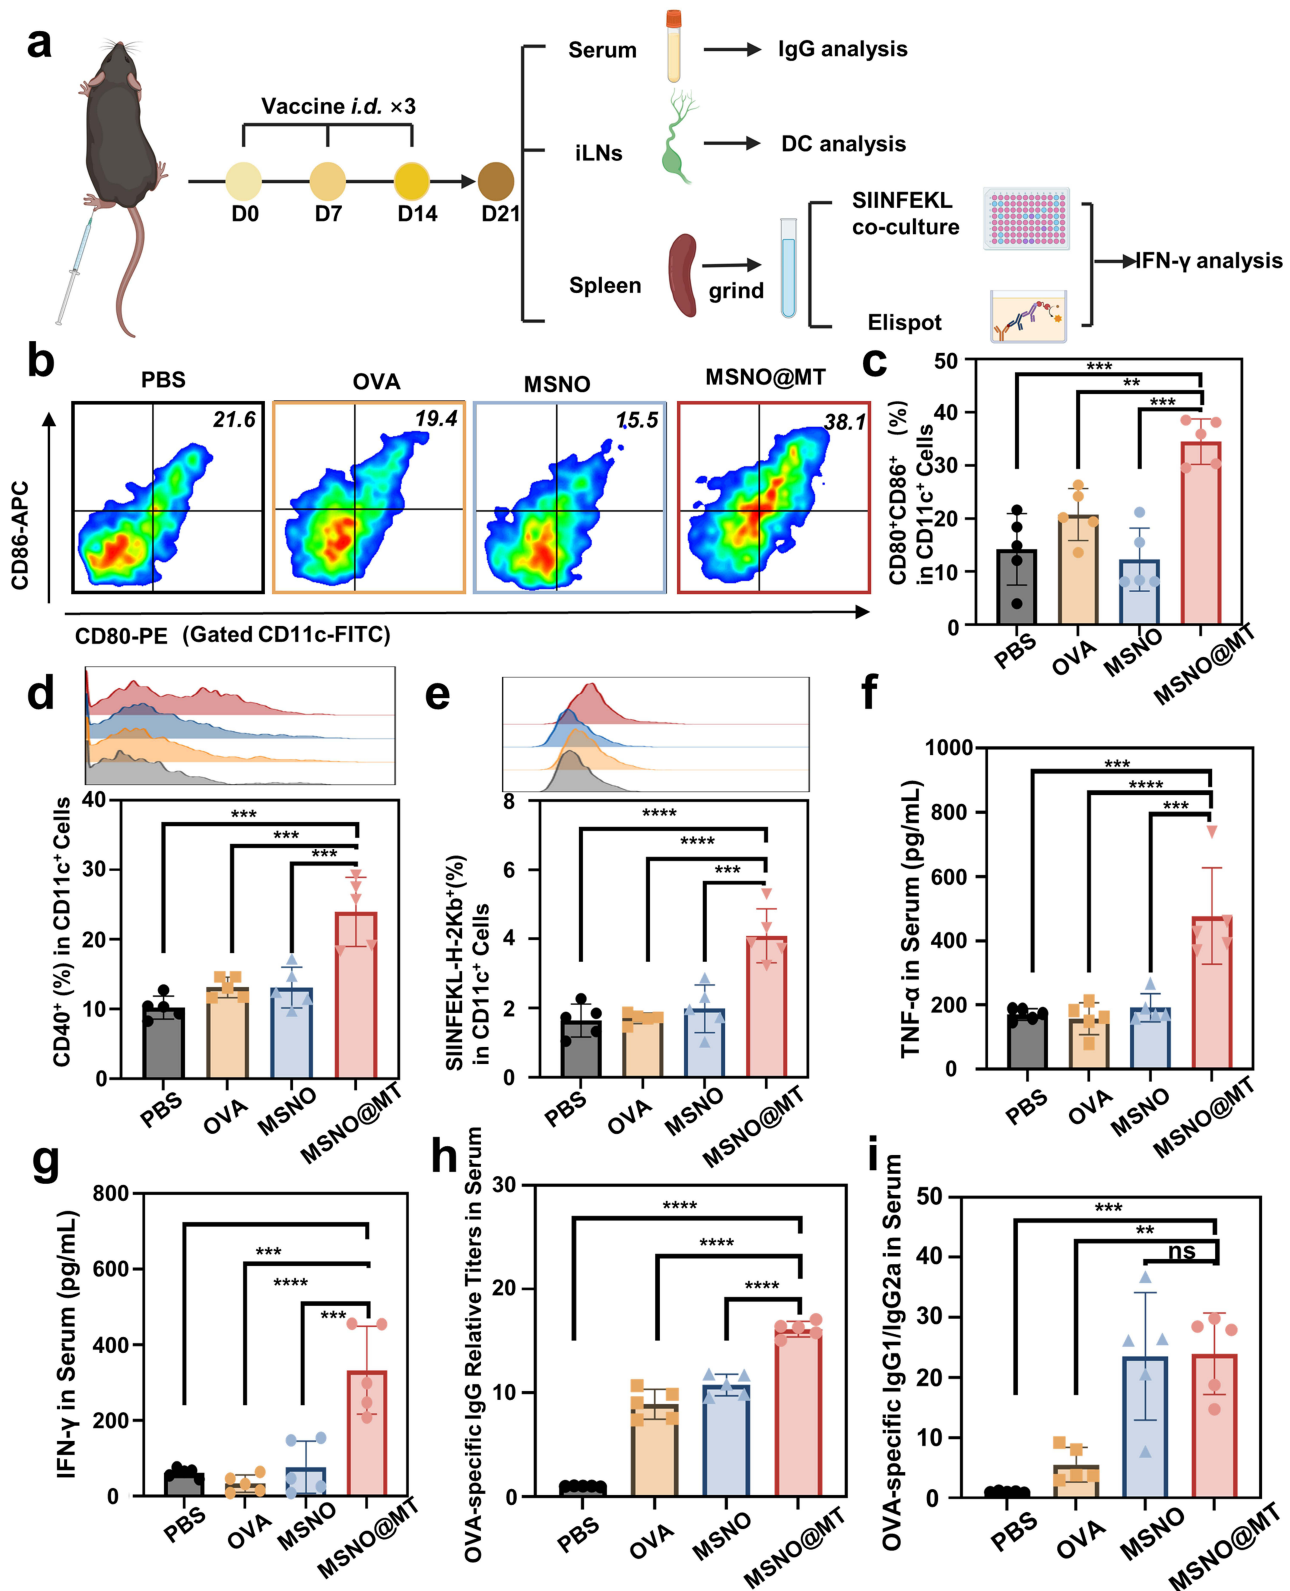 a
Vaccine i.d. ×3
D0
D7
D14
D21
Serum
IgG analysis
iLNs
DC analysis
Spleen
grind
SIINFEKL
co-culture
Elispot
IFN-γ analysis
b
PBS
OVA
MSNO
MSNO@MT
21.6
19.4
15.5
38.1
CD86-APC
CD80-PE (Gated CD11c-FITC)
c
CD80⁺CD86⁺ (%)
in CD11c⁺ Cells
50
40
30
20
10
0
***
**
***
PBS
OVA
MSNO
MSNO@MT
d
CD40⁺ (%) in CD11c⁺ Cells
40
30
20
10
0
***
***
***
PBS
OVA
MSNO
MSNO@MT
e
SIINFEKL-H-2Kb⁺(%)
in CD11c⁺ Cells
8
6
4
2
0
****
****
***
PBS
OVA
MSNO
MSNO@MT
f
TNF-α in Serum (pg/mL)
1000
800
600
400
200
0
***
****
***
PBS
OVA
MSNO
MSNO@MT
g
IFN-γ in Serum (pg/mL)
800
600
400
200
0
***
****
***
PBS
OVA
MSNO
MSNO@MT
h
OVA-specific IgG Relative Titers in Serum
30
20
10
0
****
****
****
PBS
OVA
MSNO
MSNO@MT
i
OVA-specific IgG1/IgG2a in Serum
50
40
30
20
10
0
***
**
ns
PBS
OVA
MSNO
MSNO@MT